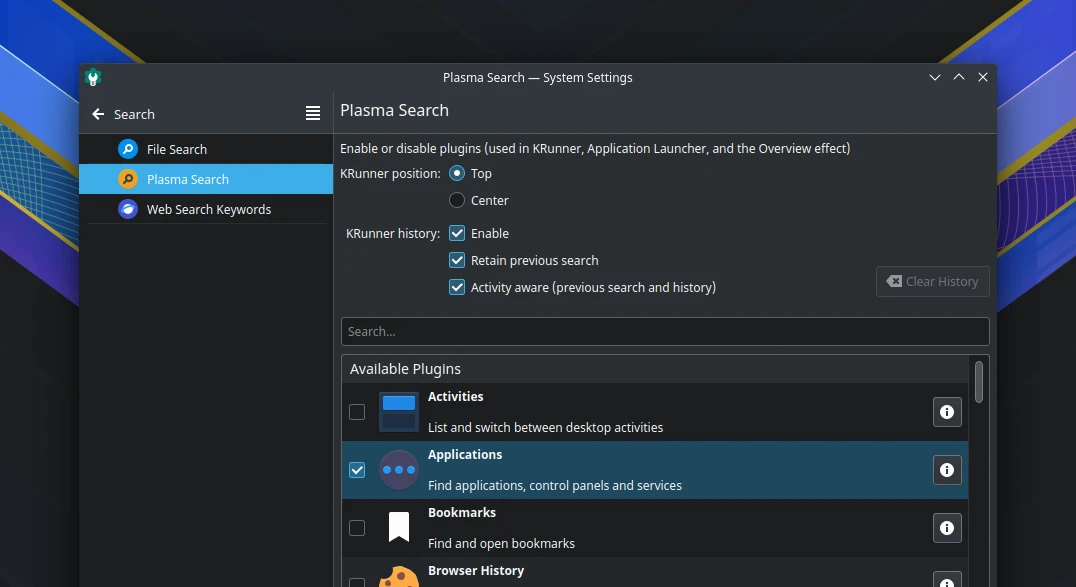 Plasma Search — System Settings
Search
Plasma Search
File Search
Plasma Search
Web Search Keywords
Enable or disable plugins (used in KRunner, Application Launcher, and the Overview effect)
KRunner position: Top
Center
KRunner history: Enable
Retain previous search
Activity aware (previous search and history)
Clear History
Search...
Available Plugins
Activities
List and switch between desktop activities
Applications
Find applications, control panels and services
Bookmarks
Find and open bookmarks
Browser History